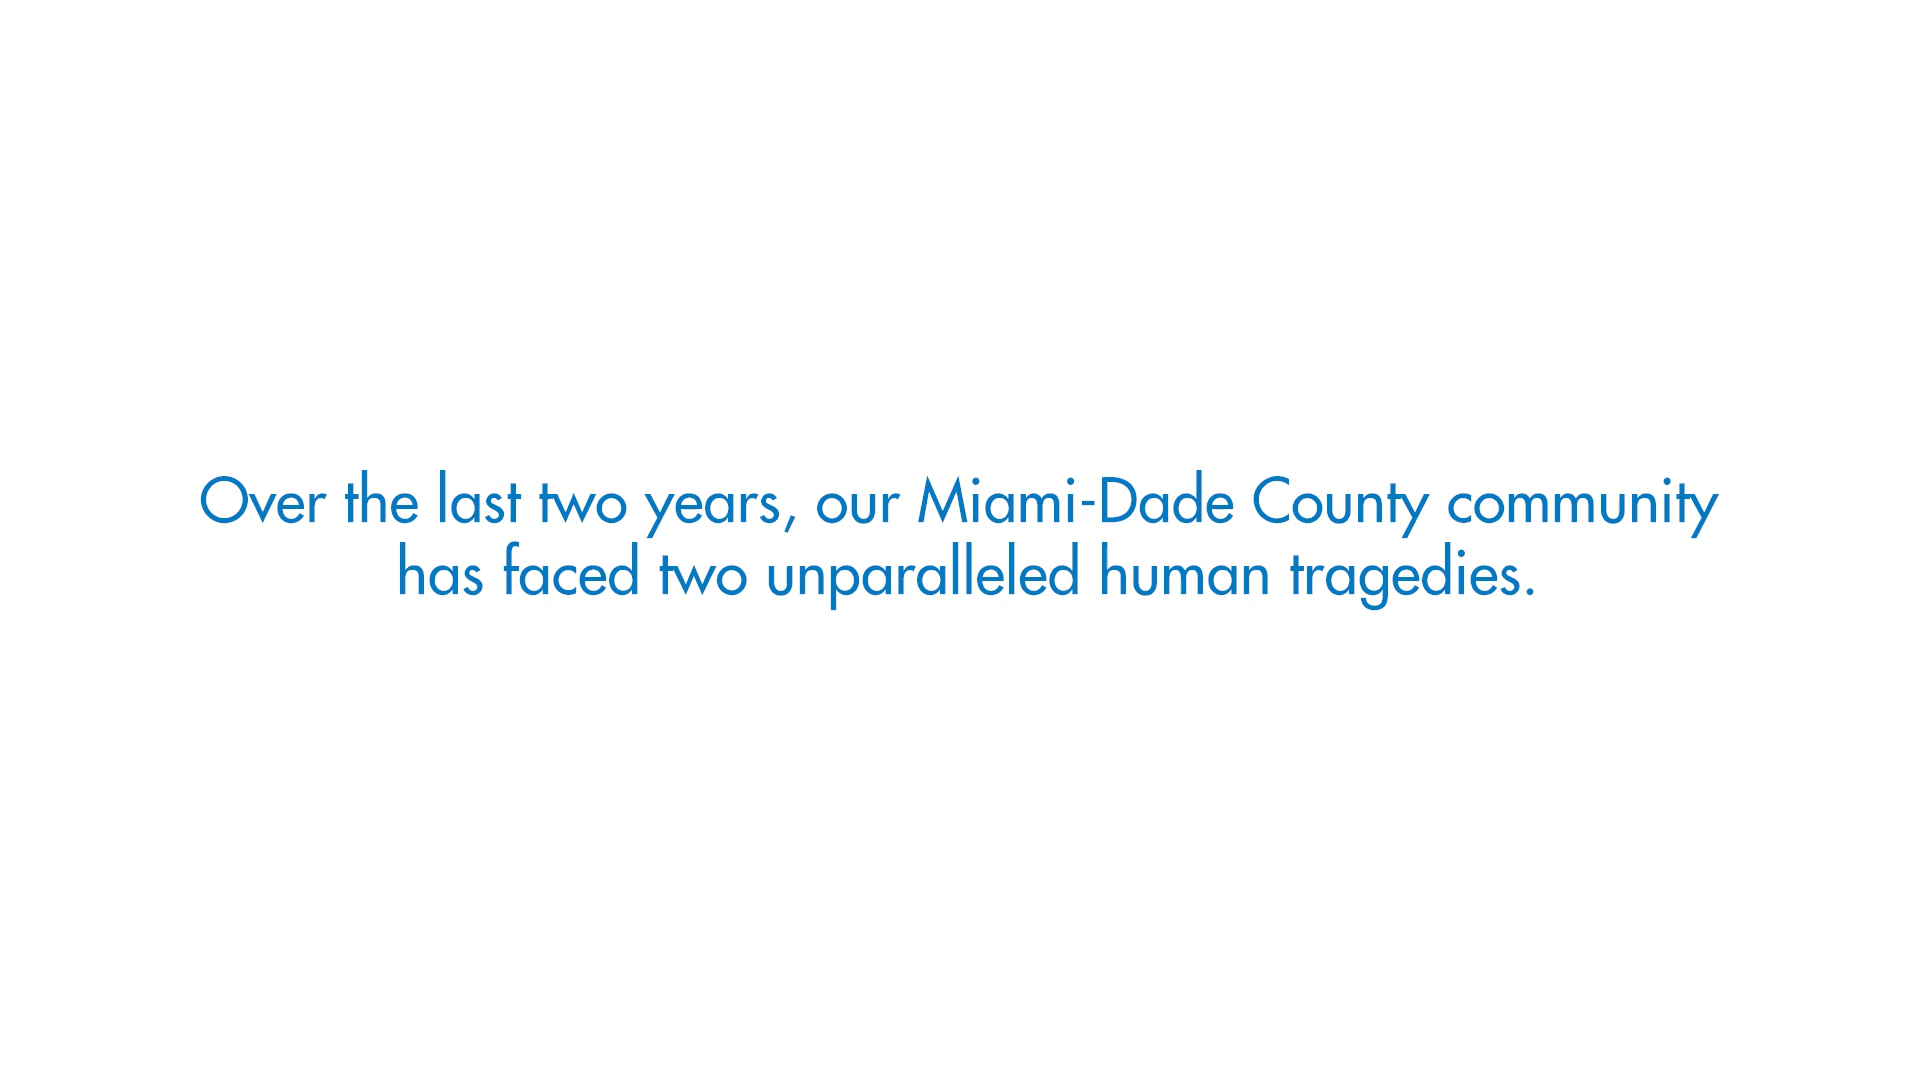 Over the last two years, our Miami-Dade County community
has faced two unparalleled human tragedies.